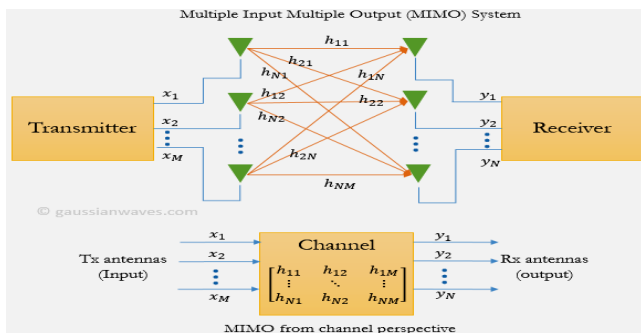 Multiple Input Multiple Output (MIMO) System
h11
h21
hN1
h1N
h12
h22
hN2
h2N
hNM
x1
x2
xM
Transmitter
y1
y2
yN
Receiver
© gaussianwaves.com
Tx antennas
(Input)
x1
x2
xM
Channel
h11 h12 h1M
⋮ ⋱ ⋮
hN1 hN2 hNM
y1
y2
yN
Rx antennas
(output)
MIMO from channel perspective